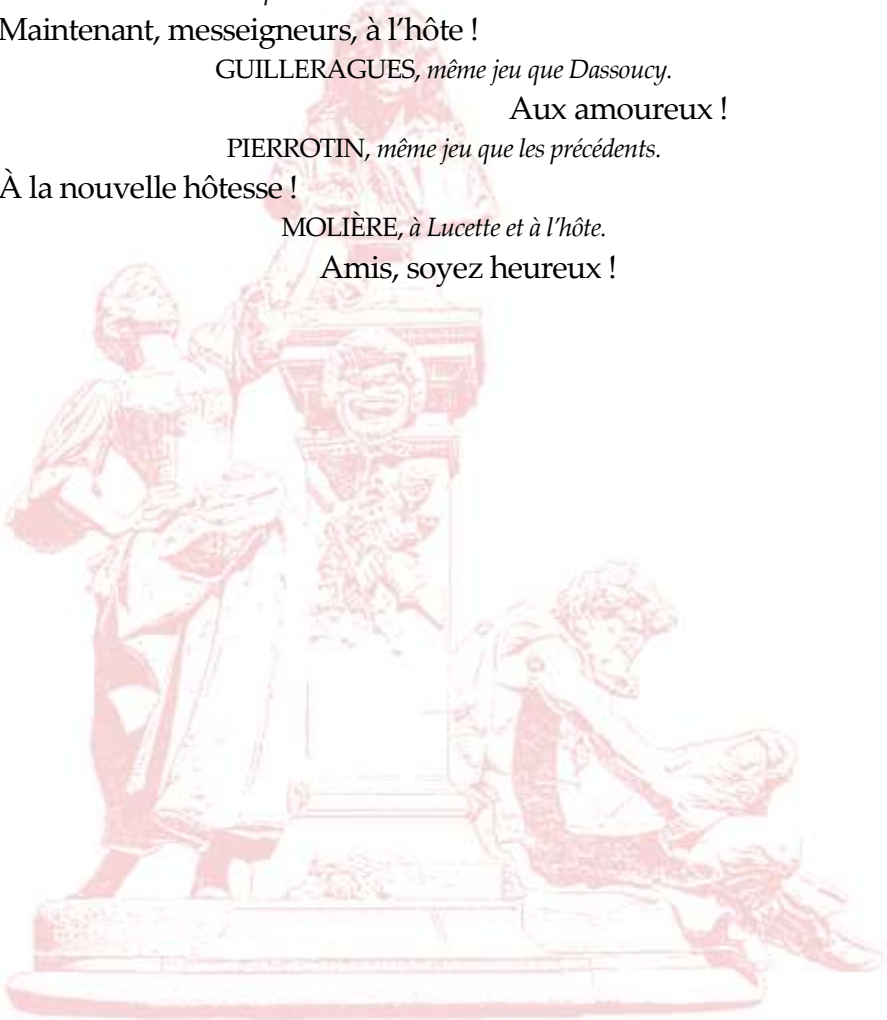 Maintenant, messeigneurs, à l’hôte !
GUILLERAGUES, même jeu que Dassoucy.
Aux amoureux !
PIERROTIN, même jeu que les précédents.
À la nouvelle hôtesse !
MOLIÈRE, à Lucette et à l’hôte.
Amis, soyez heureux !